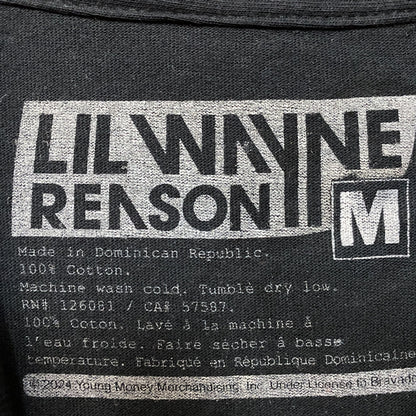 LIL WAYNE
REASON
M
Made in Dominican Republic.
100% Cotton.
Machine wash cold. Tumble dry low.
RN# 126081 / CA# 57587.
100% Coton. Lavé à la machine à
l'eau froide. Faire sécher à basse
température. Fabriqué en République Dominicaine
© 2024 Young Money Merchandising, Inc. Under License to Bravado